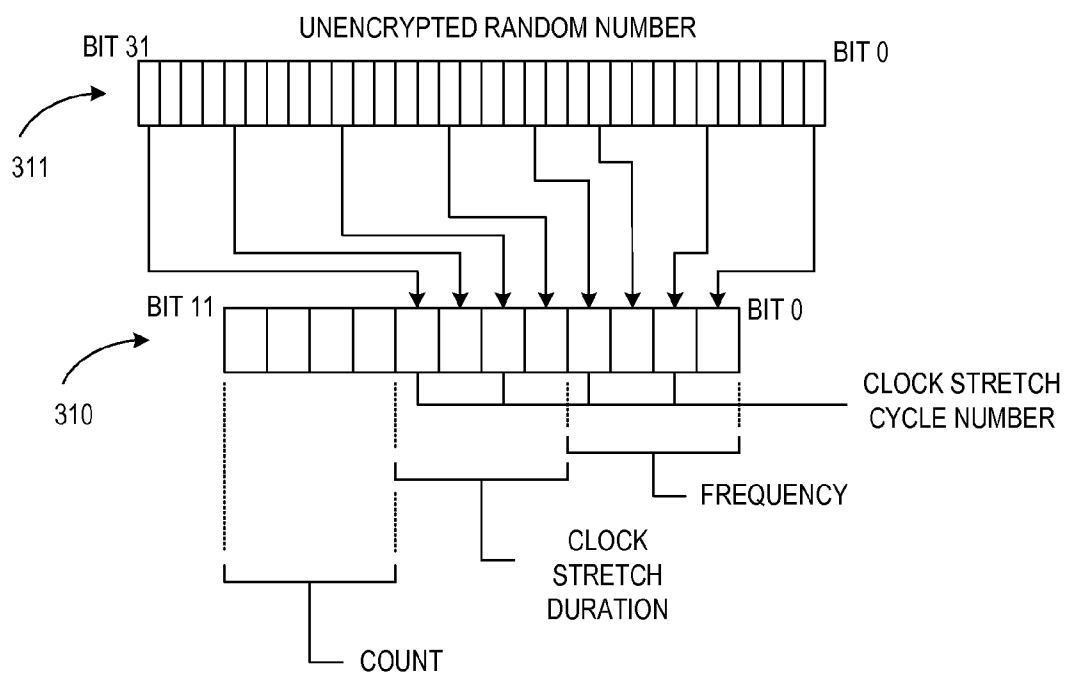 UNENCRYPTED RANDOM NUMBER
BIT 31
BIT 0
311
BIT 11
BIT 0
310
CLOCK STRETCH
CYCLE NUMBER
FREQUENCY
CLOCK
STRETCH
DURATION
COUNT